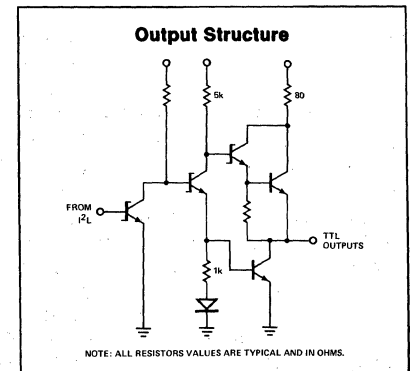 Output Structure
5k
80
FROM
I²L
TTL
OUTPUTS
1k
NOTE: ALL RESISTORS VALUES ARE TYPICAL AND IN OHMS.